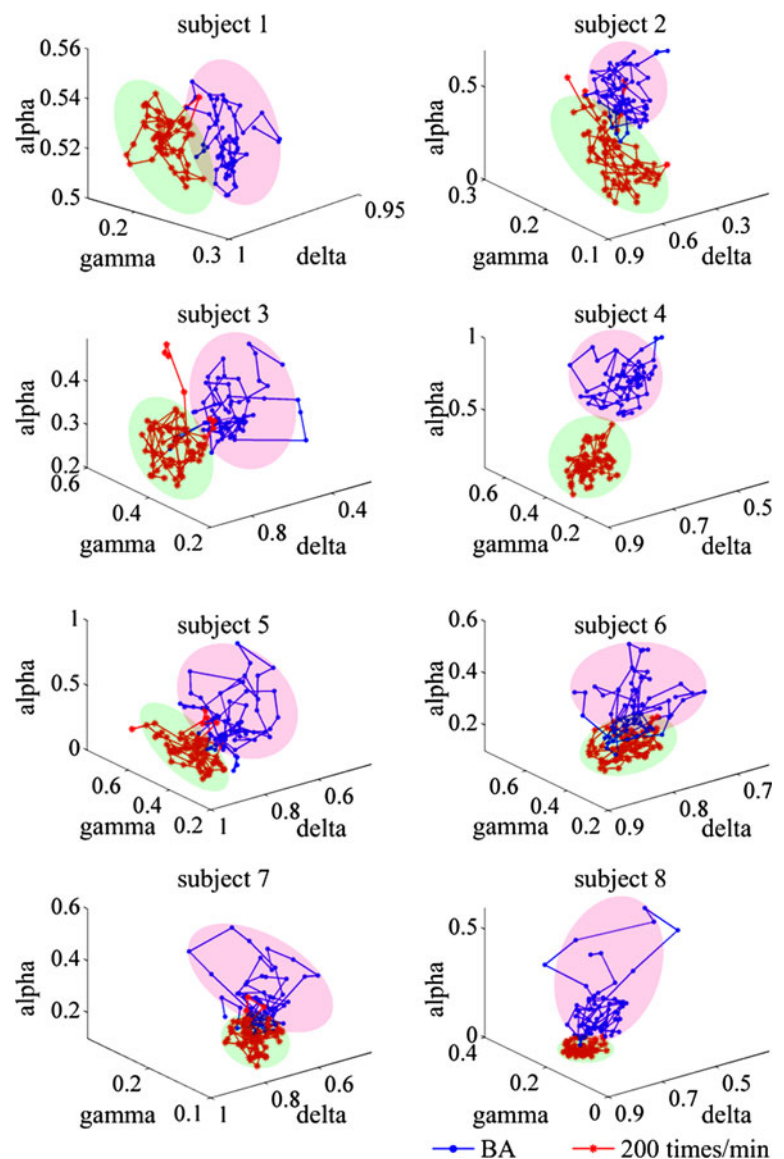 subject 1
0.56
0.54
0.52
0.5
alpha
0.2
0.3
gamma
1
0.95
delta
subject 2
0.5
0
alpha
0.3
0.2
0.1
gamma
0.9
0.6
0.3
delta
subject 3
0.4
0.3
0.2
alpha
0.6
0.4
0.2
gamma
0.8
0.4
delta
subject 4
1
0.5
alpha
0.6
0.4
0.2
gamma
0.9
0.7
0.5
delta
subject 5
1
0.5
0
alpha
0.6
0.4
0.2
gamma
1
0.8
0.6
delta
subject 6
0.6
0.4
0.2
alpha
0.6
0.4
0.2
gamma
0.9
0.8
0.7
delta
subject 7
0.6
0.4
0.2
alpha
0.2
0.1
gamma
1
0.8
0.6
delta
subject 8
0.5
0
alpha
0.4
0.2
0
gamma
0.9
0.7
0.5
delta
BA
200 times/min